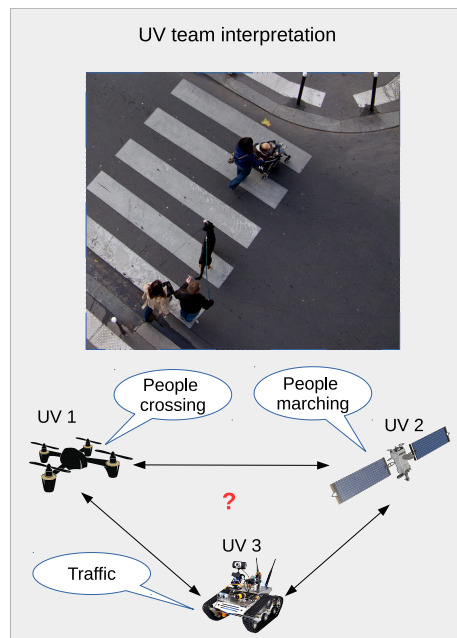 UV team interpretation
People
crossing
People
marching
UV 1
UV 2
?
UV 3
Traffic